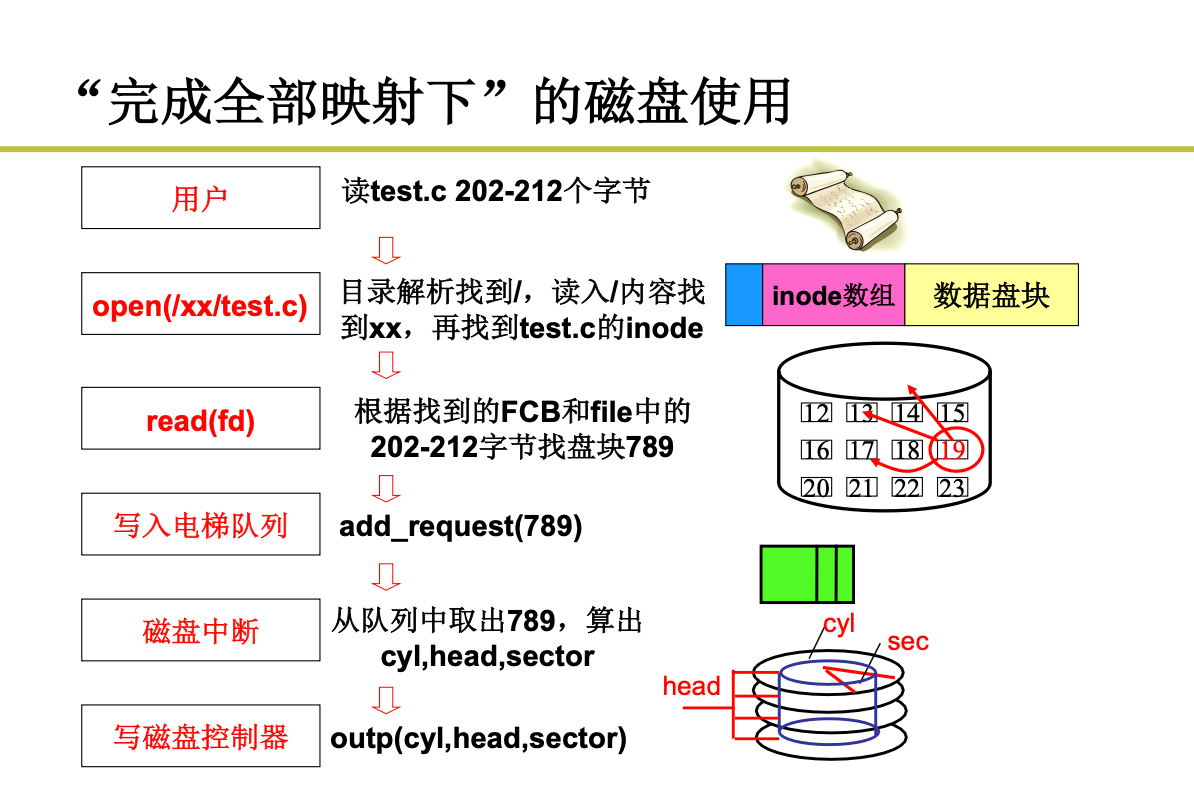 “完成全部映射下”的磁盘使用
用户
读test.c 202-212个字节
open(/xx/test.c)
目录解析找到/，读入/内容找
到xx，再找到test.c的inode
inode数组
数据盘块
read(fd)
根据找到的FCB和file中的
202-212字节找盘块789
12 13 14 15
16 17 18 19
20 21 22 23
写入电梯队列
add_request(789)
磁盘中断
从队列中取出789，算出
cyl,head,sector
cyl
sec
head
写磁盘控制器
outp(cyl,head,sector)